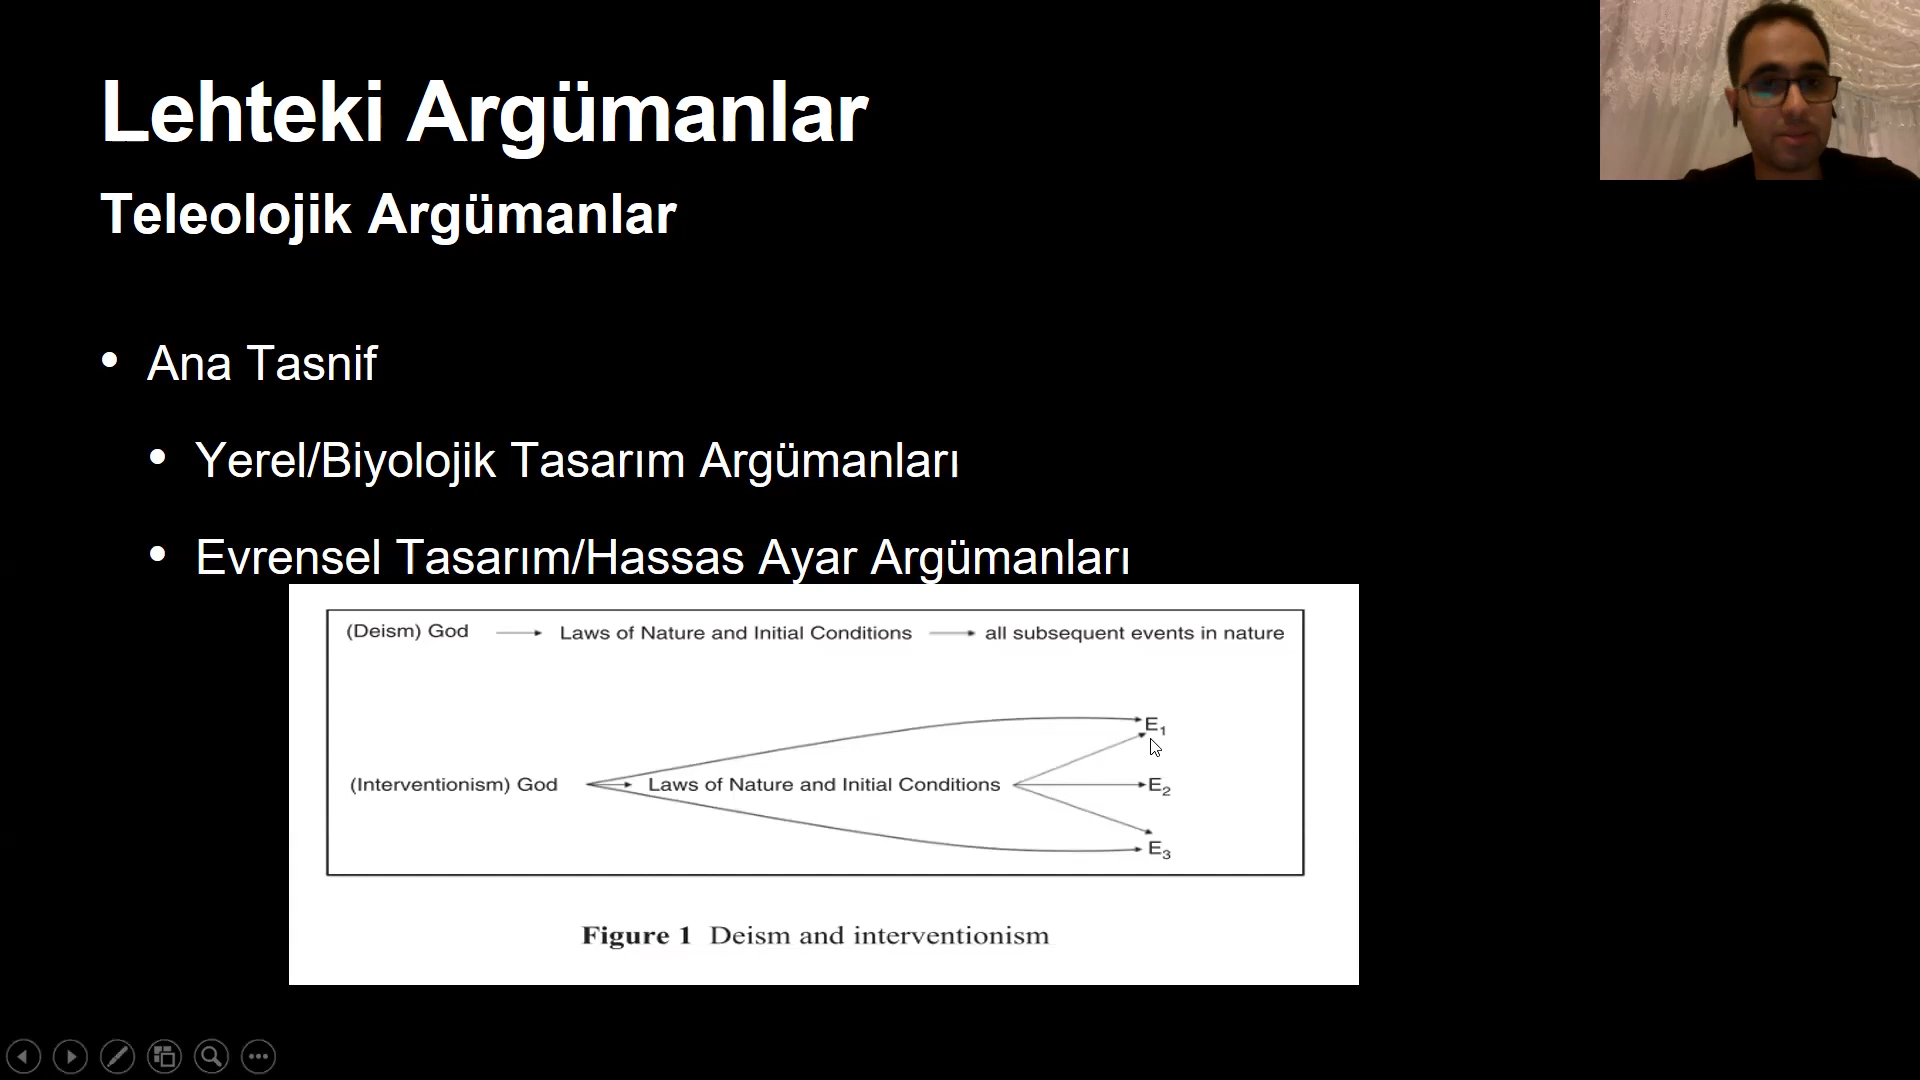 Lehteki Argümanlar
Teleolojik Argümanlar
• Ana Tasnif
• Yerel/Biyolojik Tasarım Argümanları
• Evrensel Tasarım/Hassas Ayar Argümanları
(Deism) God Laws of Nature and Initial Conditions all subsequent events in nature
E1
(Interventionism) God Laws of Nature and Initial Conditions E2
E3
Figure 1 Deism and interventionism